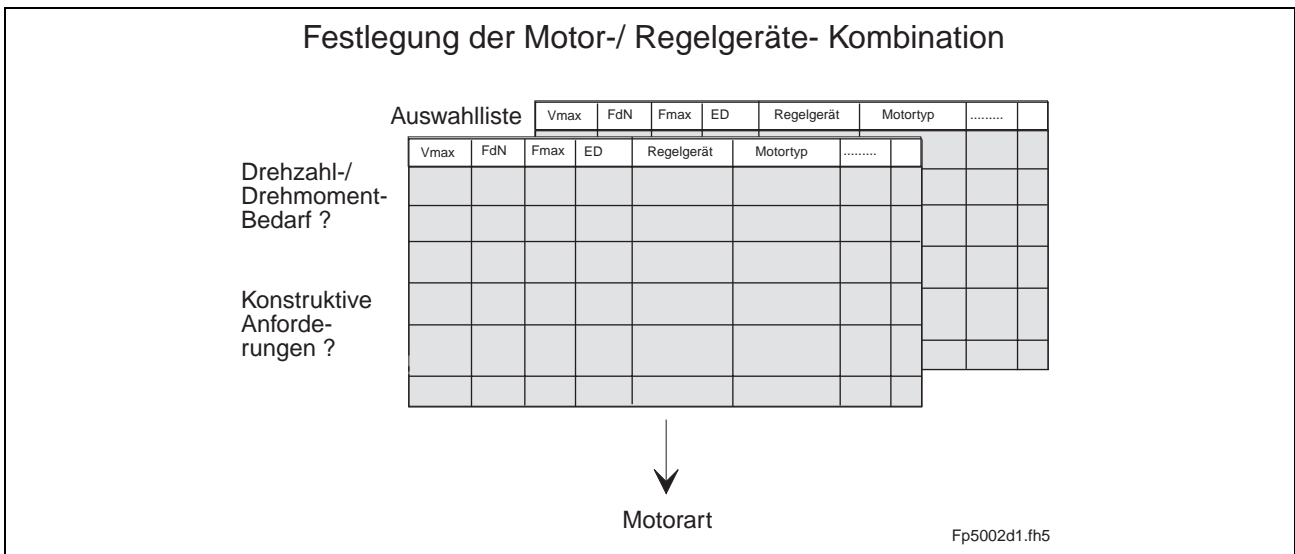 Festlegung der Motor-/ Regelgeräte- Kombination
Auswahlliste
Vmax FdN Fmax ED Regelgerät Motortyp .........
Vmax FdN Fmax ED Regelgerät Motortyp .........
Drehzahl-/
Drehmoment-
Bedarf ?
Konstruktive
Anforde-
rungen ?
Motorart
Fp5002d1.fh5